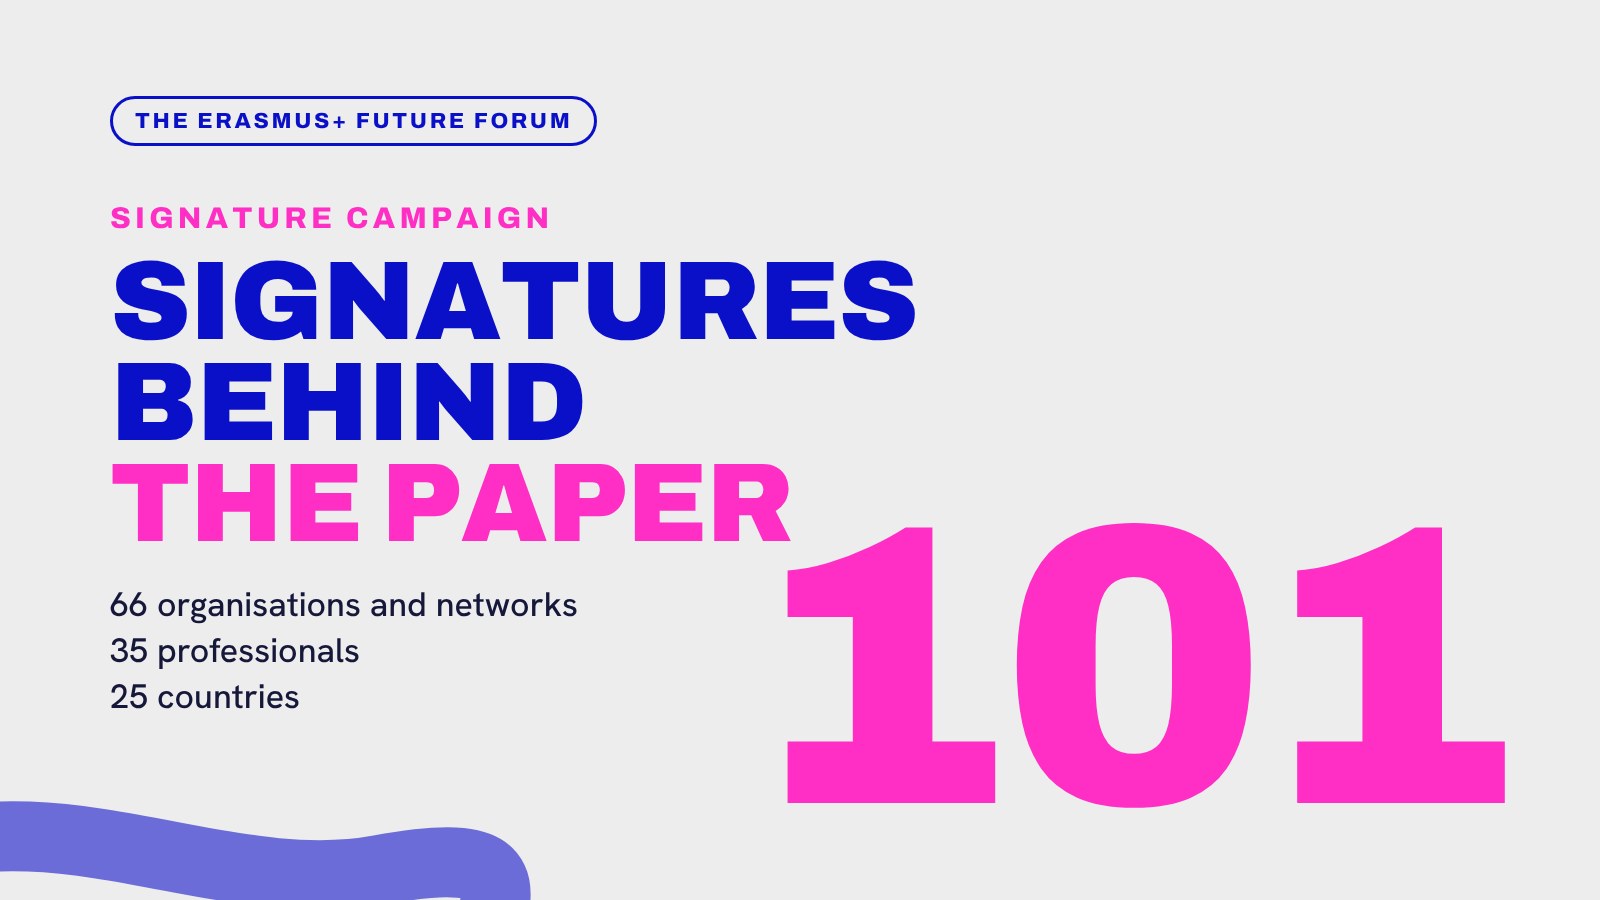 THE ERASMUS+ FUTURE FORUM
SIGNATURE CAMPAIGN
SIGNATURES
BEHIND
THE PAPER
66 organisations and networks
35 professionals
25 countries
101